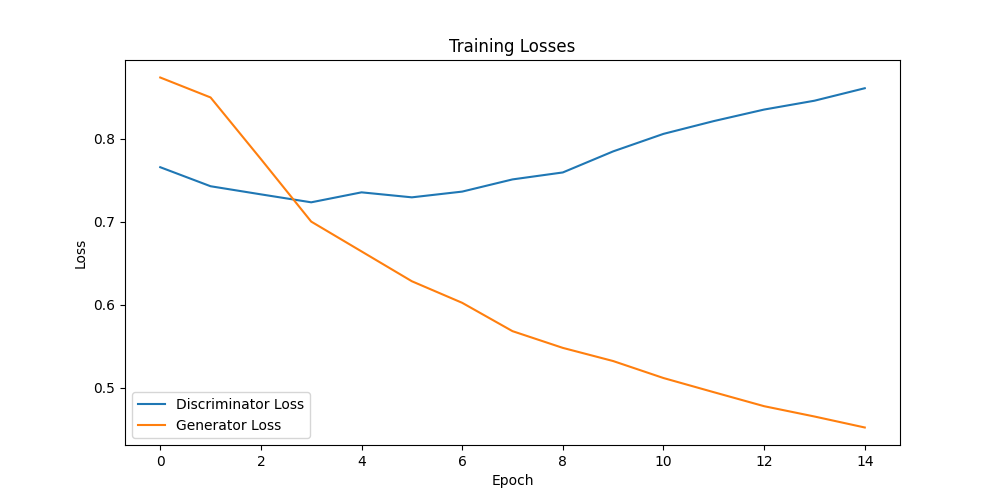 Training Losses
Loss
0.8
0.7
0.6
0.5
Discriminator Loss
Generator Loss
0 2 4 6 8 10 12 14
Epoch